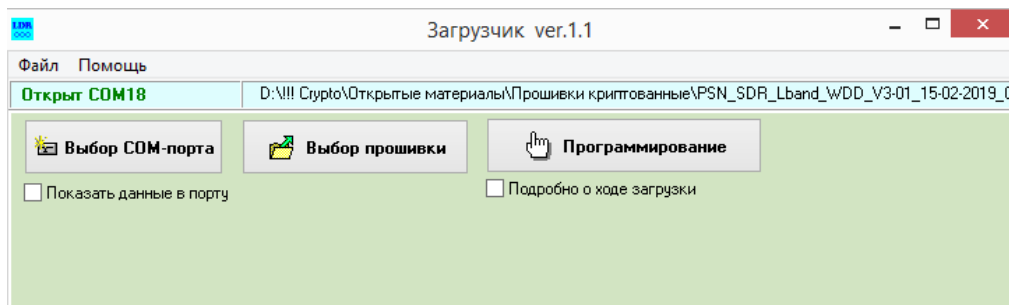 LDR
Загрузчик ver.1.1
Файл Помощь
Открыт COM18 D:\!!! Crypto\Открытые материалы\Прошивки криптованные\PSN_SDR_Lband_WDD_V3-01_15-02-2019_0
Выбор COM-порта Выбор прошивки Программирование
Показать данные в порту Подробно о ходе загрузки